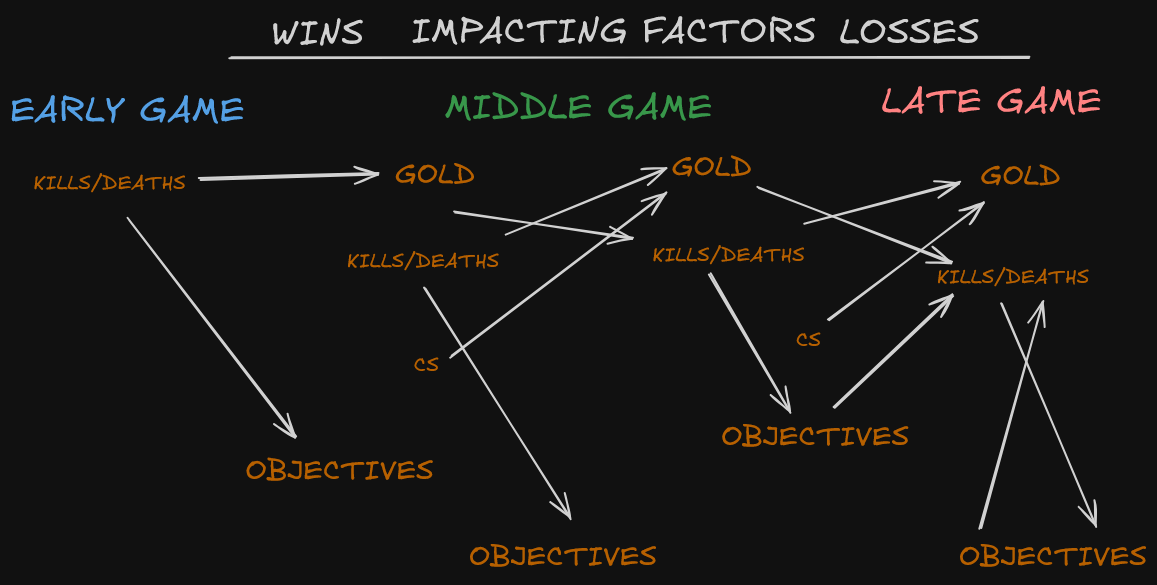 WINS IMPACTING FACTORS LOSSES
EARLY GAME
MIDDLE GAME
LATE GAME
KILLS/DEATHS
GOLD
GOLD
GOLD
KILLS/DEATHS
KILLS/DEATHS
KILLS/DEATHS
CS
CS
OBJECTIVES
OBJECTIVES
OBJECTIVES
OBJECTIVES